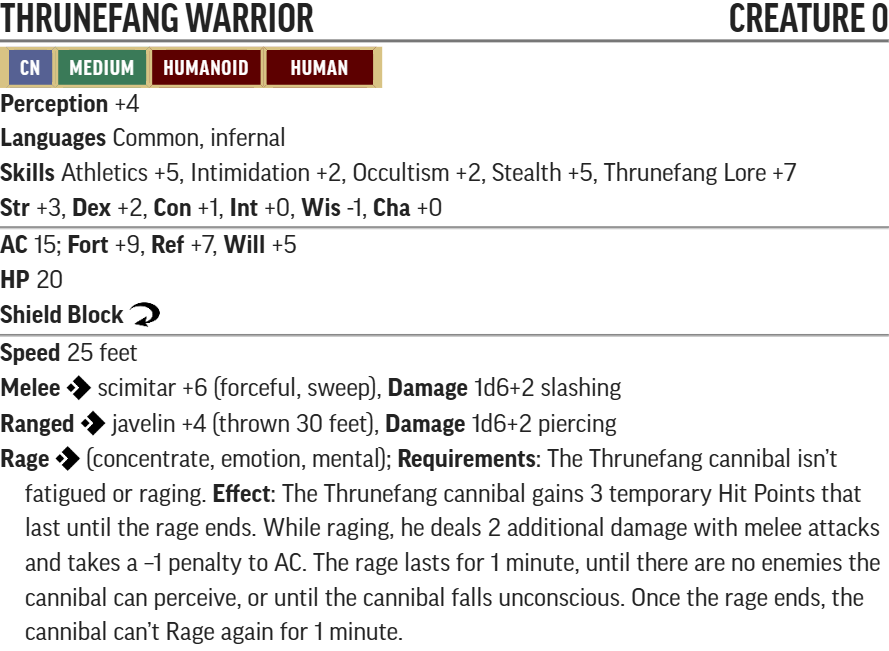 THRUNEFANG WARRIOR CREATURE 0
CN MEDIUM HUMANOID HUMAN
Perception +4
Languages Common, infernal
Skills Athletics +5, Intimidation +2, Occultism +2, Stealth +5, Thrunefang Lore +7
Str +3, Dex +2, Con +1, Int +0, Wis -1, Cha +0
AC 15; Fort +9, Ref +7, Will +5
HP 20
Shield Block
Speed 25 feet
Melee scimitar +6 (forceful, sweep), Damage 1d6+2 slashing
Ranged javelin +4 (thrown 30 feet), Damage 1d6+2 piercing
Rage (concentrate, emotion, mental); Requirements: The Thrunefang cannibal isn't
fatigued or raging. Effect: The Thrunefang cannibal gains 3 temporary Hit Points that
last until the rage ends. While raging, he deals 2 additional damage with melee attacks
and takes a –1 penalty to AC. The rage lasts for 1 minute, until there are no enemies the
cannibal can perceive, or until the cannibal falls unconscious. Once the rage ends, the
cannibal can't Rage again for 1 minute.